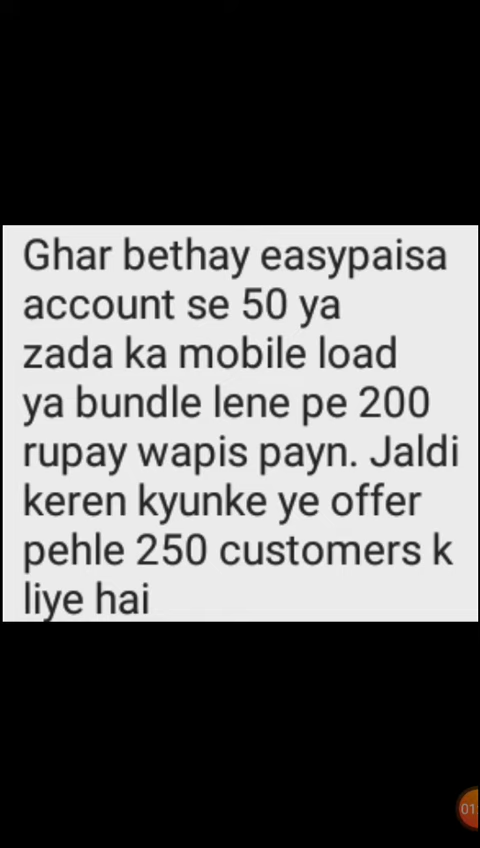 Ghar bethay easypaisa
account se 50 ya
zada ka mobile load
ya bundle lene pe 200
rupay wapis payn. Jaldi
keren kyunke ye offer
pehle 250 customers k
liye hai
01